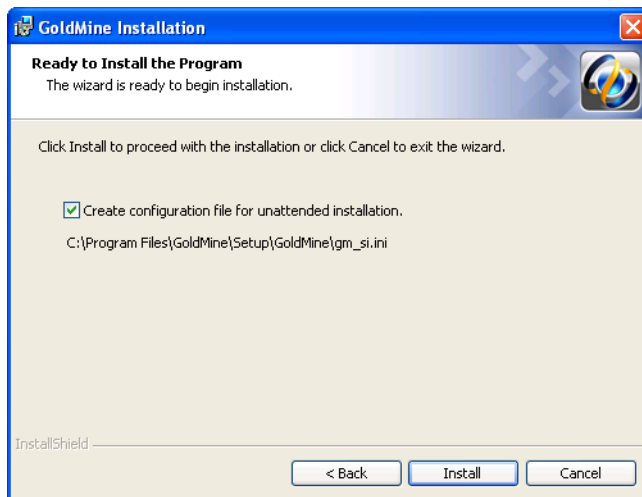 GoldMine Installation
Ready to Install the Program
The wizard is ready to begin installation.
Click Install to proceed with the installation or click Cancel to exit the wizard.
Create configuration file for unattended installation.
C:\Program Files\GoldMine\Setup\GoldMine\gm_si.ini
InstallShield
< Back
Install
Cancel